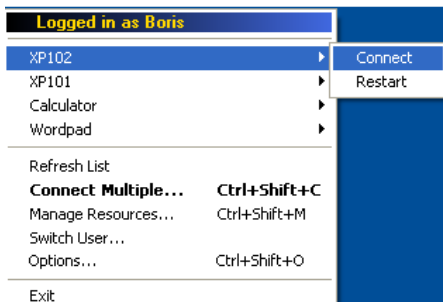 Logged in as Boris
XP102 Connect
XP101 Restart
Calculator
Wordpad
Refresh List
Connect Multiple... Ctrl+Shift+C
Manage Resources... Ctrl+Shift+M
Switch User...
Options... Ctrl+Shift+O
Exit